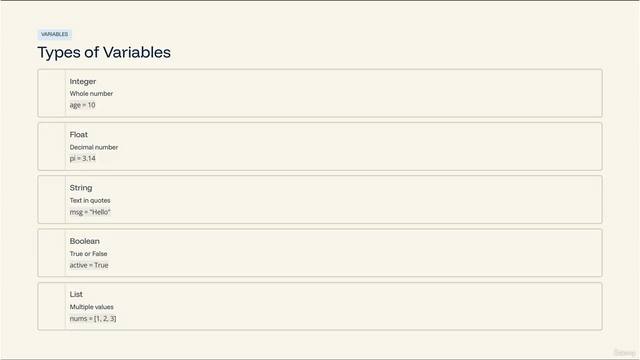 VARIABLES
Types of Variables
Integer
Whole number
age = 10
Float
Decimal number
pi = 3.14
String
Text in quotes
msg = "Hello"
Boolean
True or False
active = True
List
Multiple values
nums = [1, 2, 3]
Udemy